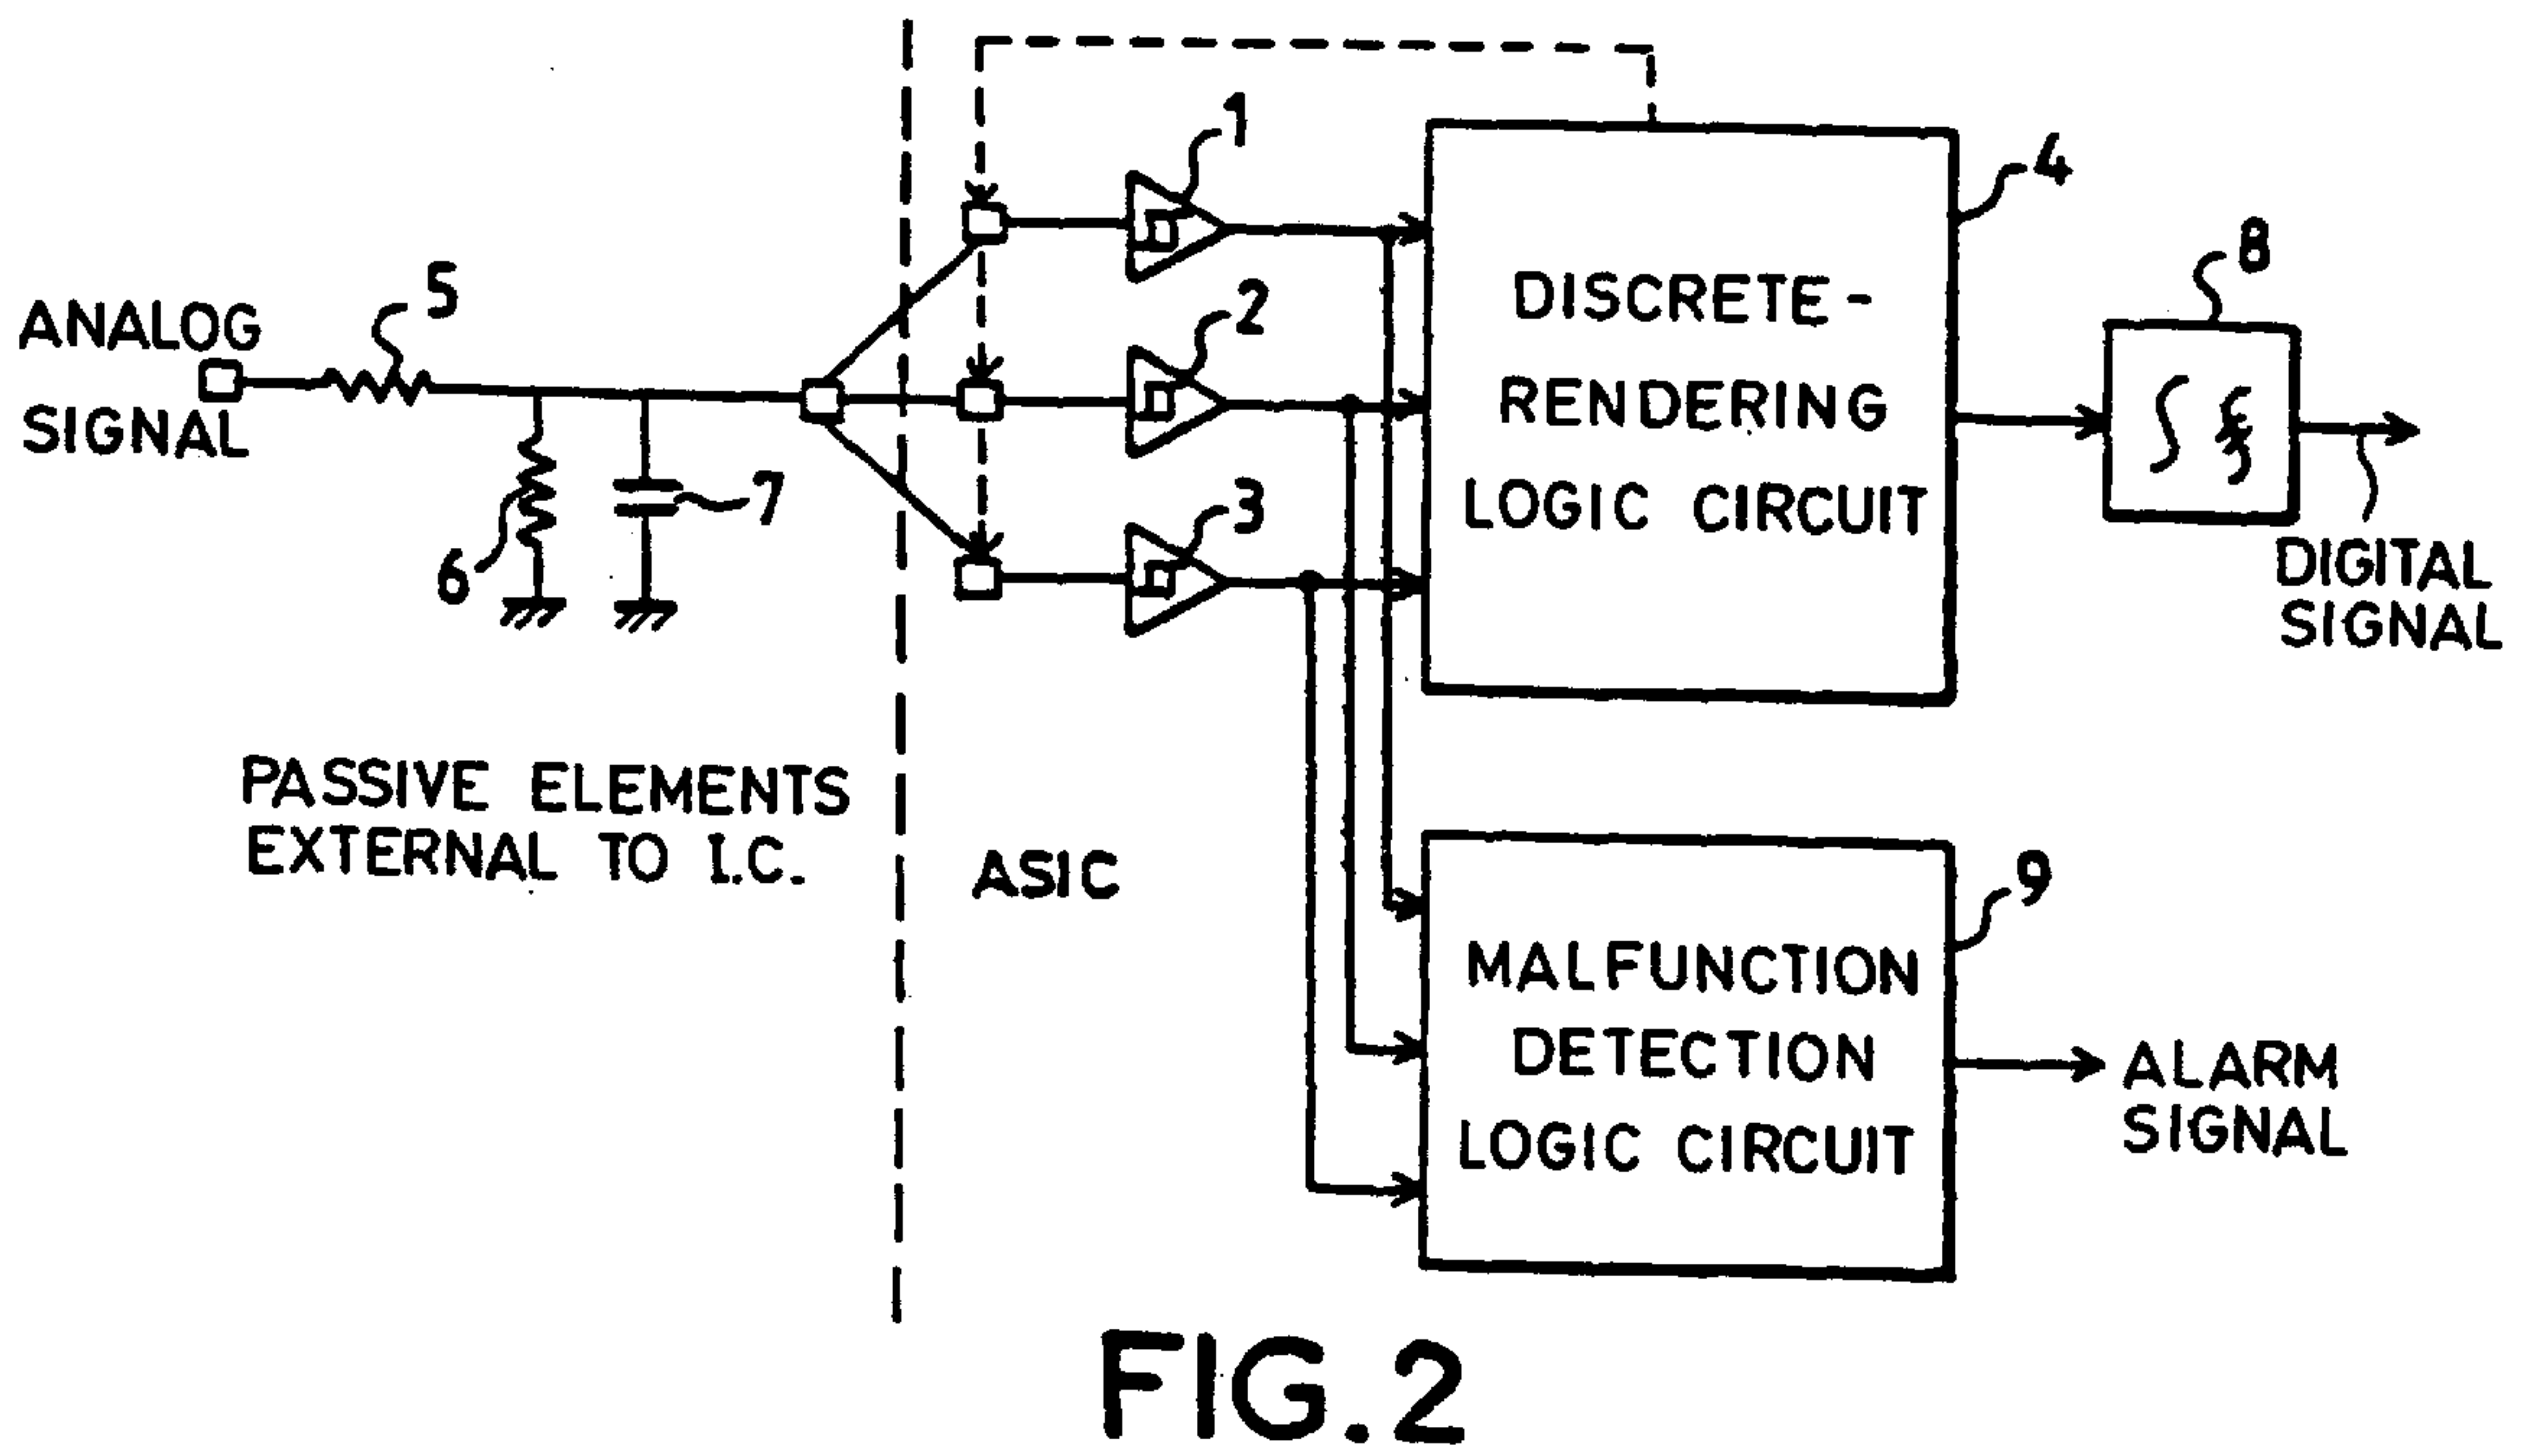 1
4
8
5
ANALOG
SIGNAL
2
DISCRETE-
RENDERING
LOGIC CIRCUIT
3
6
7
DIGITAL
SIGNAL
PASSIVE ELEMENTS
EXTERNAL TO I.C.
ASIC
9
MALFUNCTION
DETECTION
LOGIC CIRCUIT
ALARM
SIGNAL
FIG.2